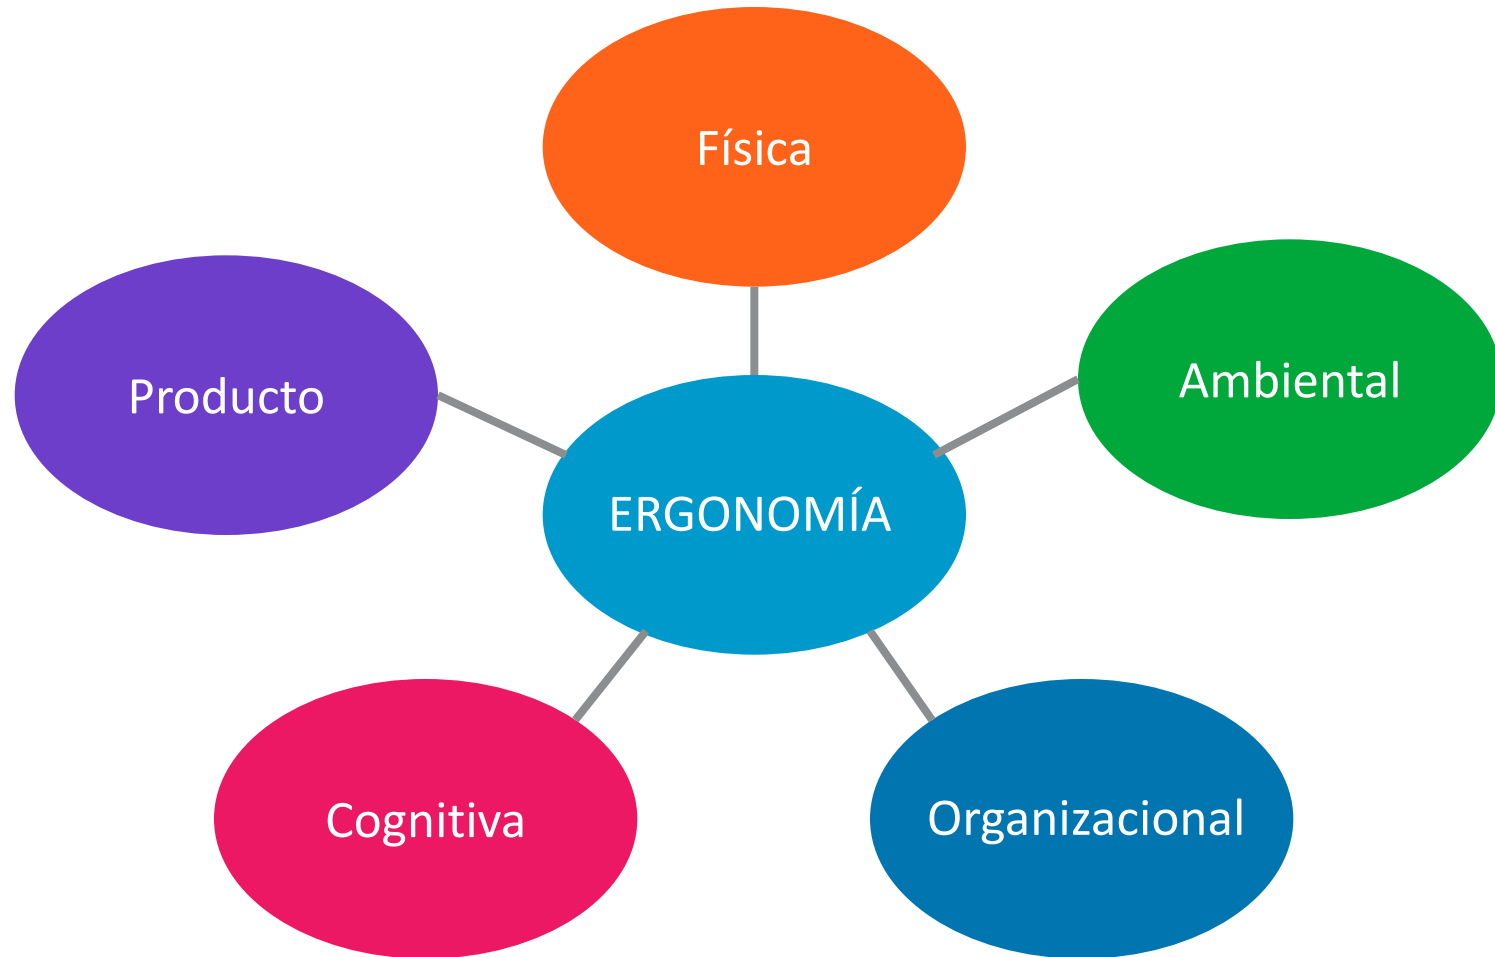 Física
Ambiental
Producto
ERGONOMÍA
Organizacional
Cognitiva